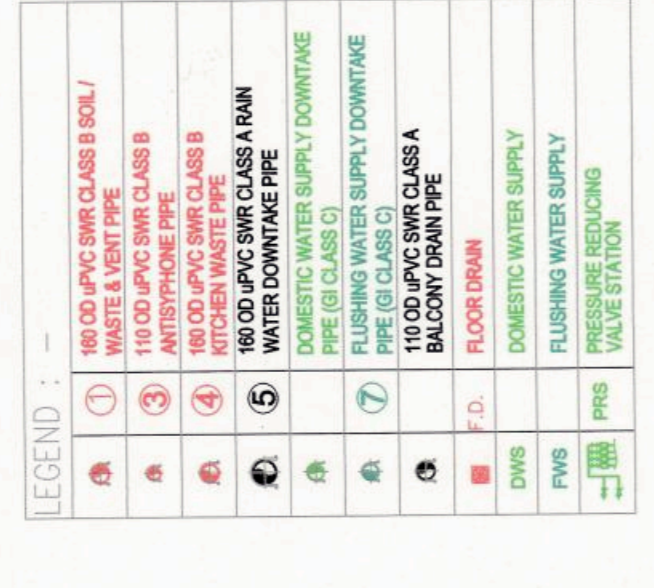 LEGEND : —
① 160 OD uPVC SWR CLASS B SOIL /
WASTE & VENT PIPE
③ 110 OD uPVC SWR CLASS B
ANTISYPHONE PIPE
④ 160 OD uPVC SWR CLASS B
KITCHEN WASTE PIPE
⑤ 160 OD uPVC SWR CLASS A RAIN
WATER DOWNTAKE PIPE
DOMESTIC WATER SUPPLY DOWNTAKE
PIPE (GI CLASS C)
⑦ FLUSHING WATER SUPPLY DOWNTAKE
PIPE (GI CLASS C)
110 OD uPVC SWR CLASS A
BALCONY DRAIN PIPE
F.D. FLOOR DRAIN
DWS DOMESTIC WATER SUPPLY
FWS FLUSHING WATER SUPPLY
PRS PRESSURE REDUCING
VALVE STATION